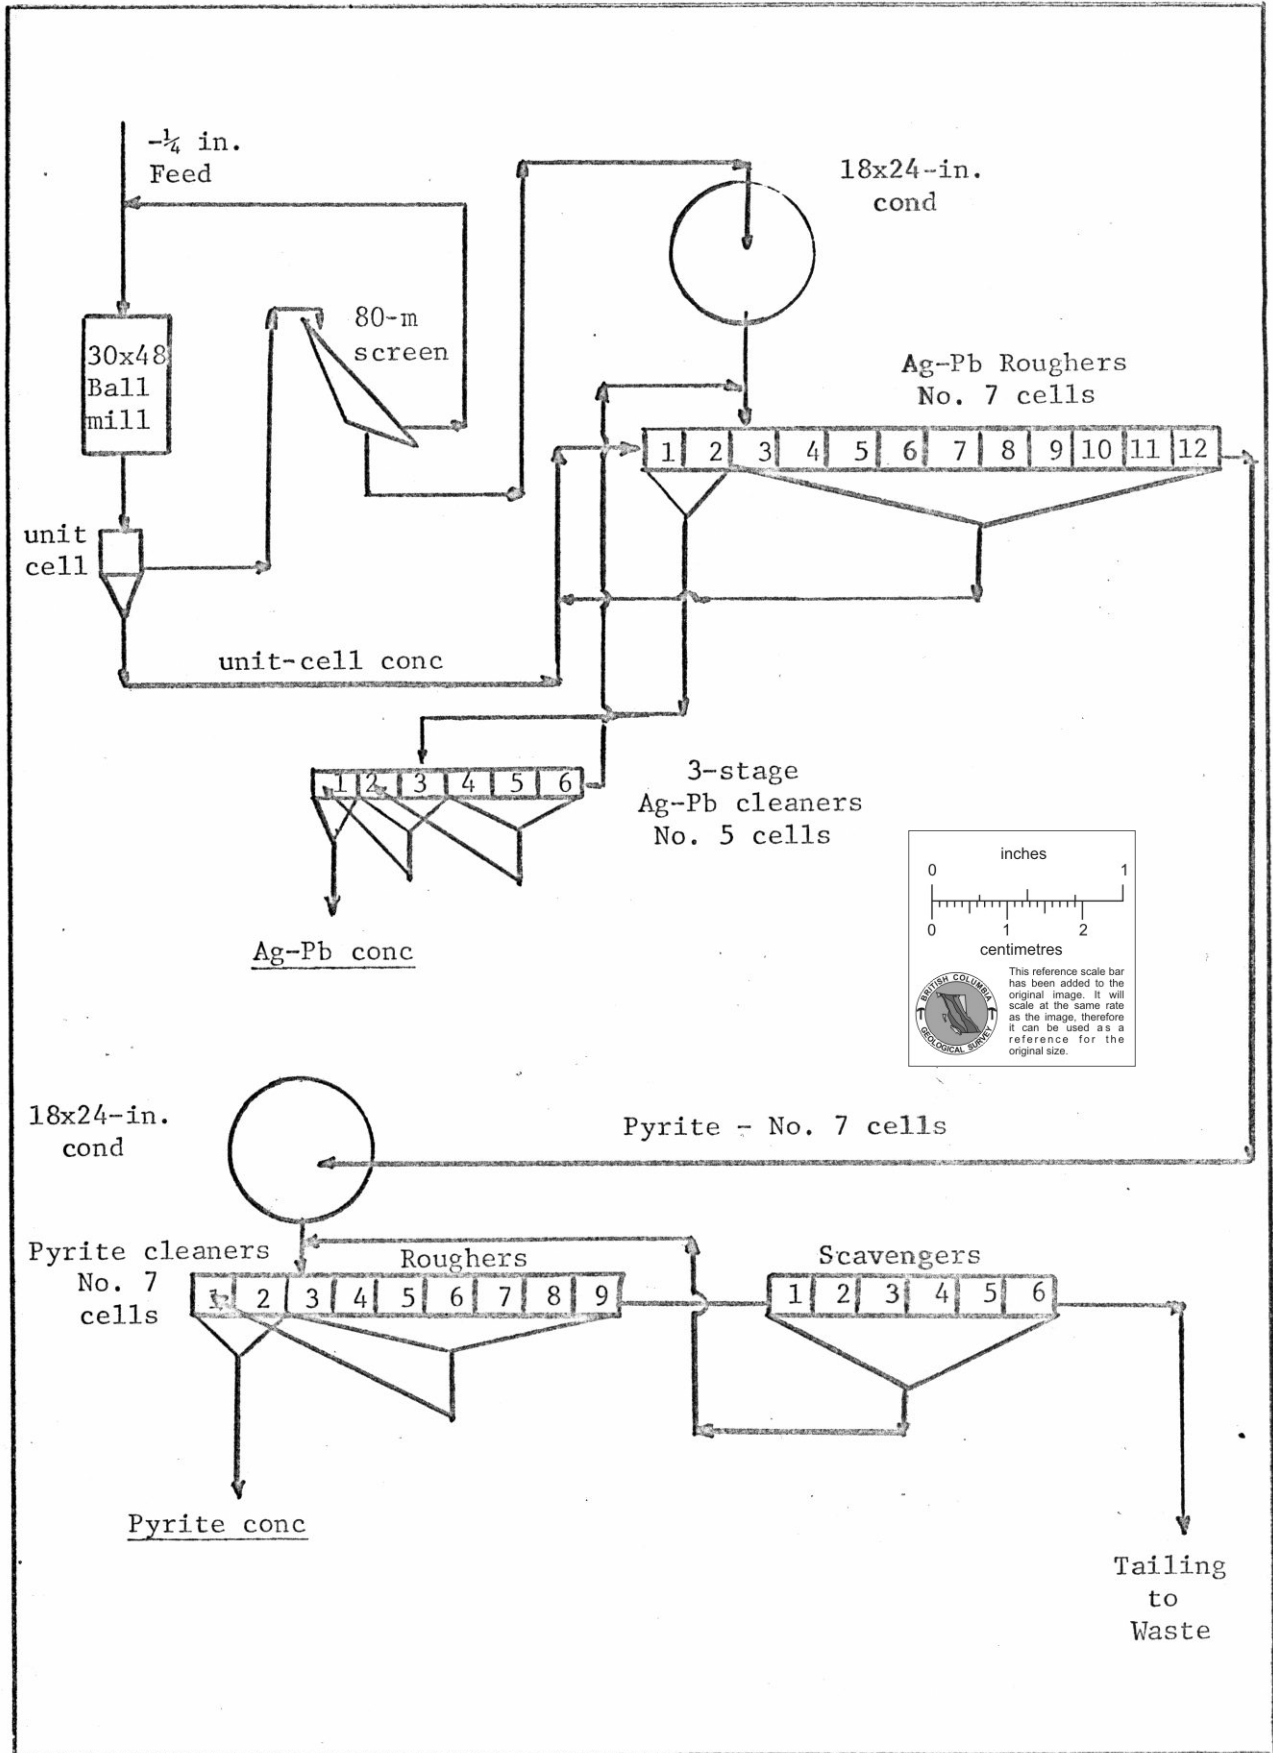 -¼ in.
Feed
18x24-in.
cond
80-m
screen
30x48
Ball
mill
Ag-Pb Roughers
No. 7 cells
1 2 3 4 5 6 7 8 9 10 11 12
unit
cell
unit-cell conc
1 2 3 4 5 6
3-stage
Ag-Pb cleaners
No. 5 cells
Ag-Pb conc
inches
0 1
0 1 2
centimetres
BRITISH COLUMBIA
GEOLOGICAL SURVEY
This reference scale bar
has been added to the
original image. It will
scale at the same rate
as the image, therefore
it can be used as a
reference for the
original size.
18x24-in.
cond
Pyrite - No. 7 cells
Pyrite cleaners
No. 7
cells
Roughers
Scavengers
1 2 3 4 5 6 7 8 9
1 2 3 4 5 6
Pyrite conc
Tailing
to
Waste